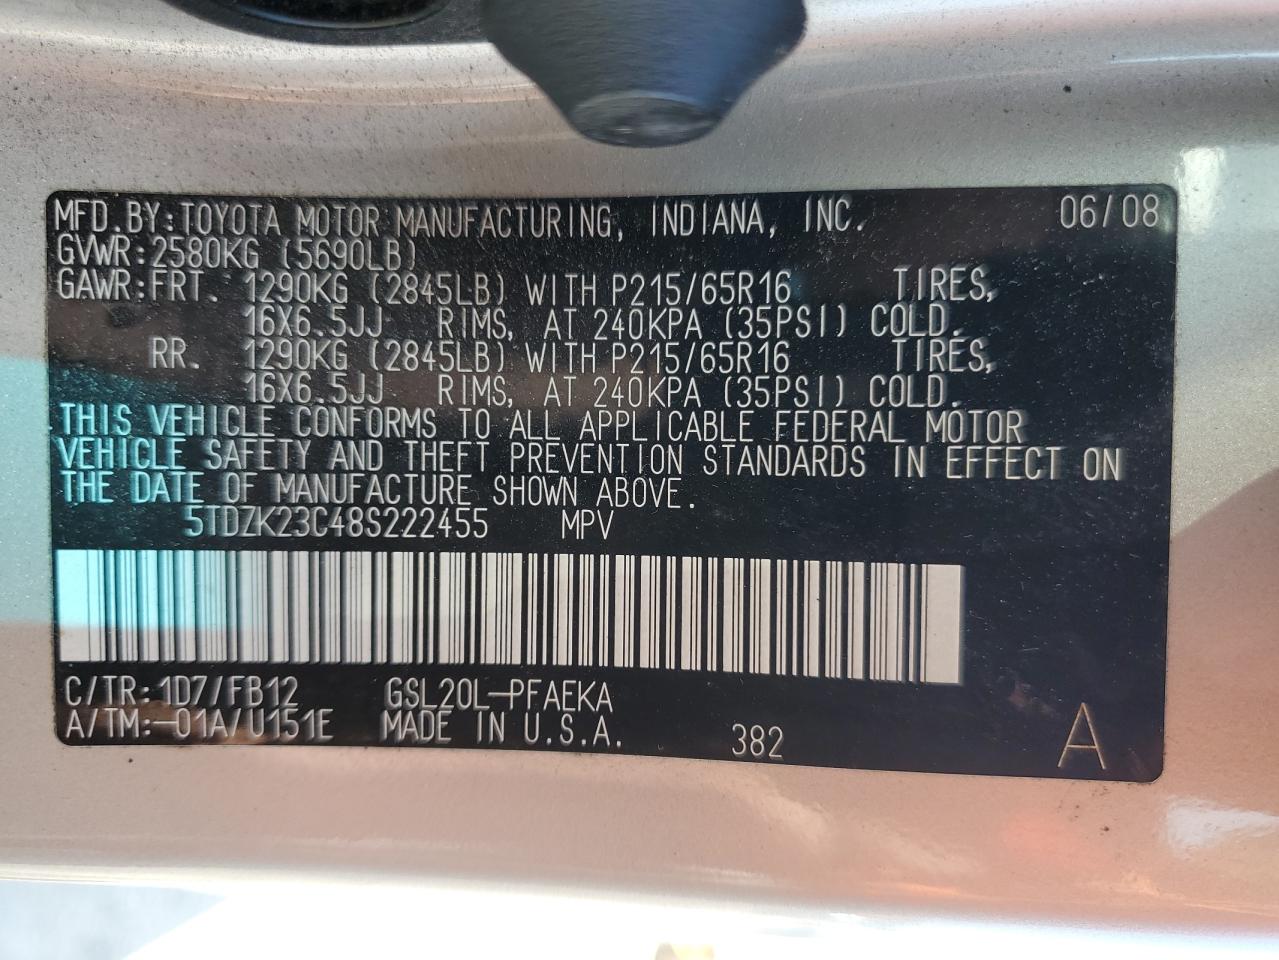 MFD.BY:TOYOTA MOTOR MANUFACTURING, INDIANA, INC. 06/08
GVWR:2580KG (5690LB)
GAWR:FRT. 1290KG (2845LB) WITH P215/65R16 TIRES,
16X6.5JJ RIMS, AT 240KPA (35PSI) COLD.
RR. 1290KG (2845LB) WITH P215/65R16 TIRES,
16X6.5JJ RIMS, AT 240KPA (35PSI) COLD.
THIS VEHICLE CONFORMS TO ALL APPLICABLE FEDERAL MOTOR
VEHICLE SAFETY AND THEFT PREVENTION STANDARDS IN EFFECT ON
THE DATE OF MANUFACTURE SHOWN ABOVE.
5TDZK23C48S222455 MPV
C/TR:1D7/FB12 GSL20L-PFAEKA
A/TM:-01A/U151E MADE IN U.S.A. 382 A